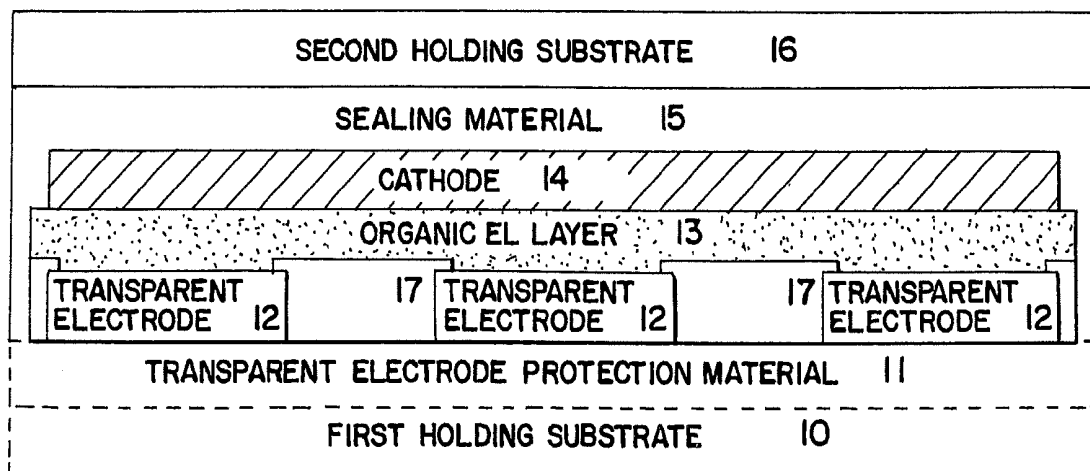 SECOND HOLDING SUBSTRATE 16
SEALING MATERIAL 15
CATHODE 14
ORGANIC EL LAYER 13
TRANSPARENT ELECTRODE 12
17
TRANSPARENT ELECTRODE 12
17
TRANSPARENT ELECTRODE 12
TRANSPARENT ELECTRODE PROTECTION MATERIAL 11
FIRST HOLDING SUBSTRATE 10